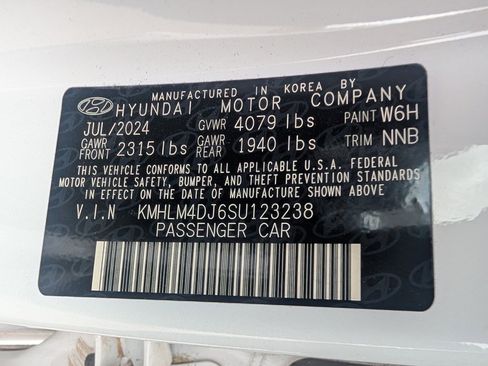 MANUFACTURED IN KOREA BY
HYUNDAI MOTOR COMPANY
JUL/2024 GVWR 4079 lbs PAINT W6H
GAWR FRONT 2315 lbs GAWR REAR 1940 lbs TRIM NNB
THIS VEHICLE CONFORMS TO ALL APPLICABLE U.S.A. FEDERAL
MOTOR VEHICLE SAFETY, BUMPER, AND THEFT PREVENTION STANDARDS
IN EFFECT ON THE DATE OF MANUFACTURE SHOWN ABOVE
V.I.N KMHLM4DJ6SU123238
PASSENGER CAR